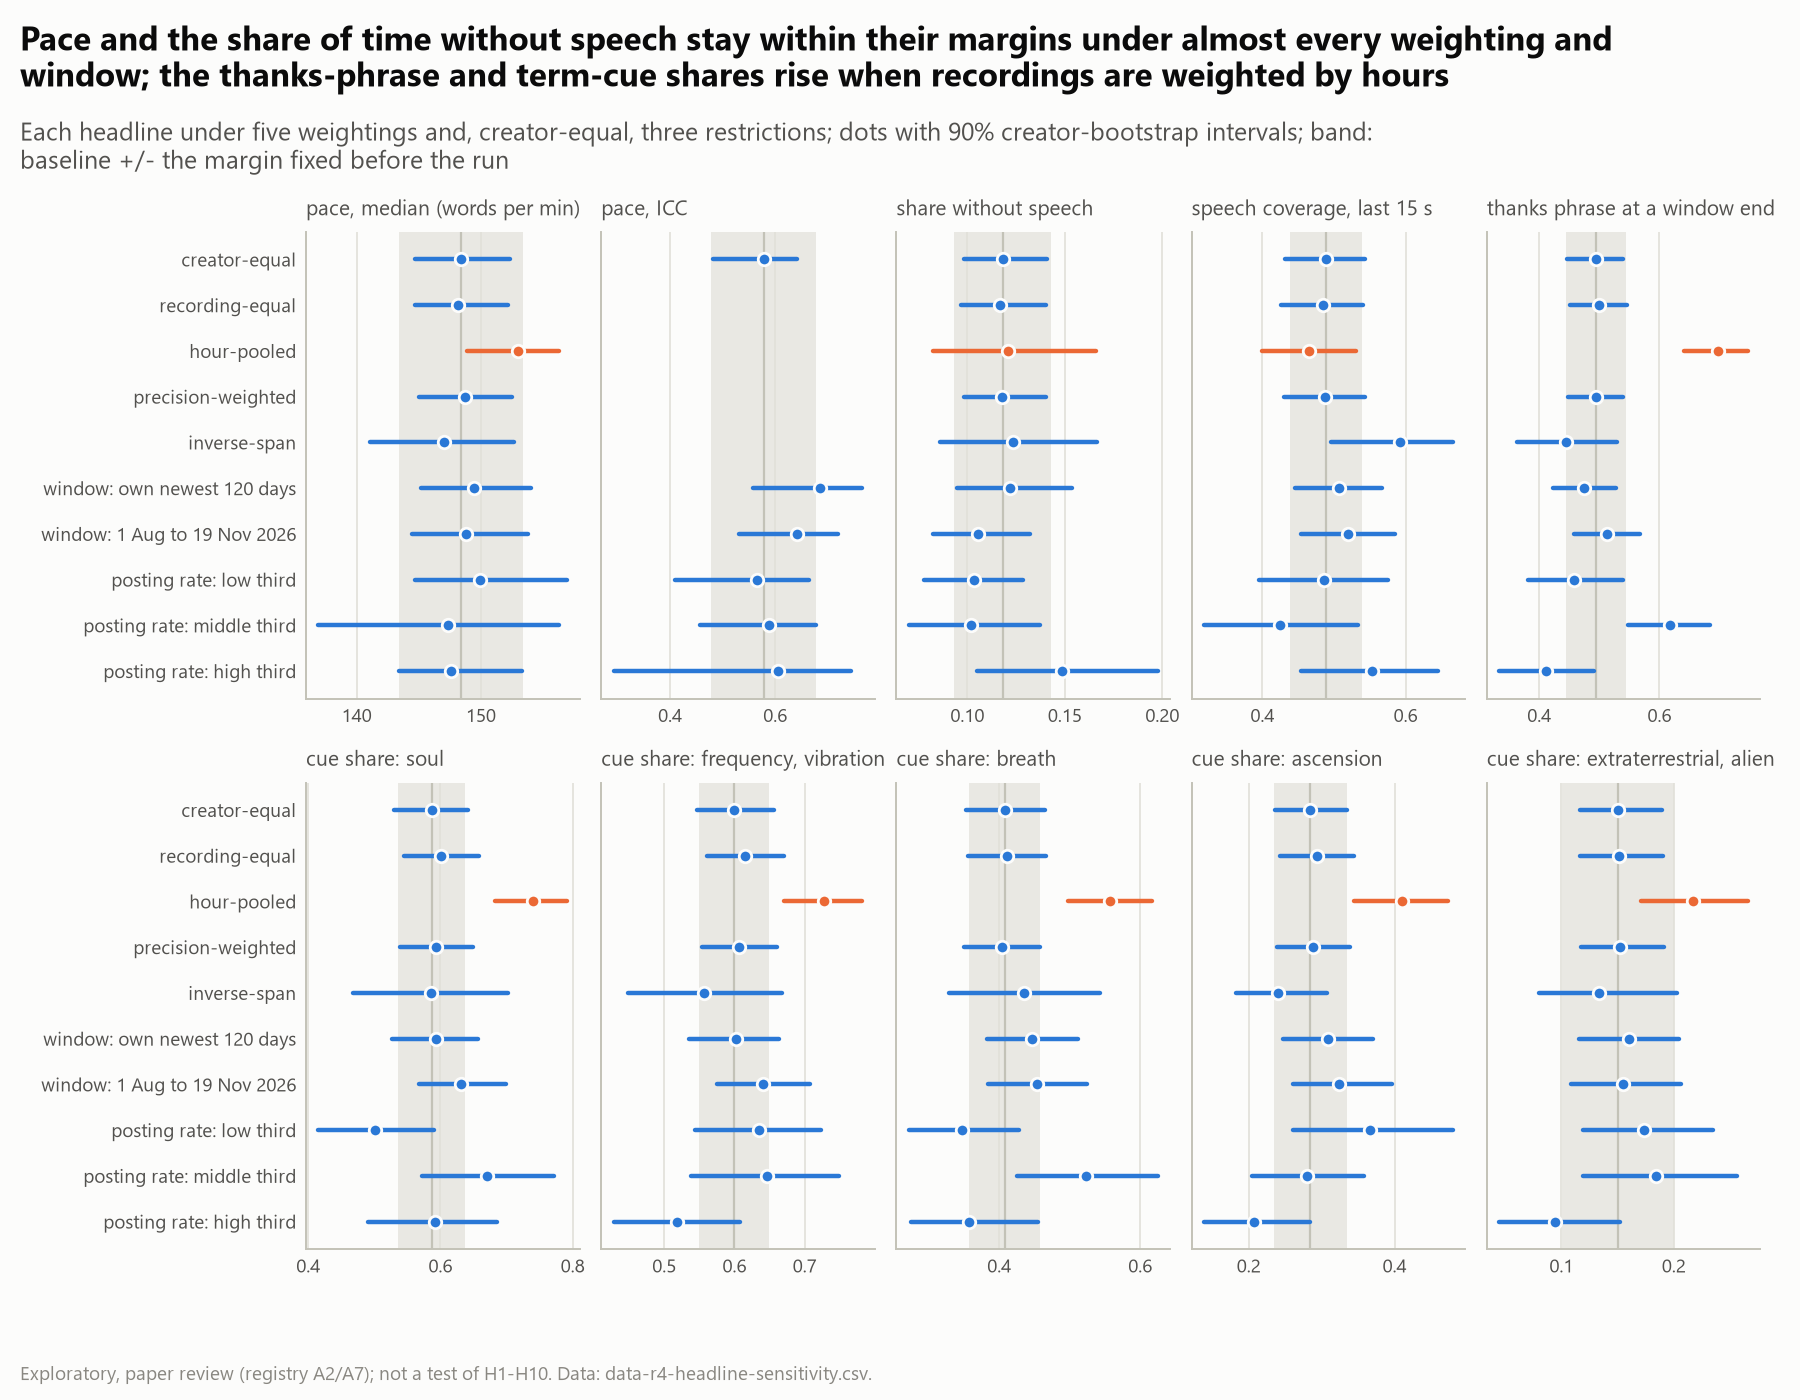 Pace and the share of time without speech stay within their margins under almost every weighting and
window; the thanks-phrase and term-cue shares rise when recordings are weighted by hours
Each headline under five weightings and, creator-equal, three restrictions; dots with 90% creator-bootstrap intervals; band:
baseline +/- the margin fixed before the run
pace, median (words per min) pace, ICC share without speech speech coverage, last 15 s thanks phrase at a window end
creator-equal
recording-equal
hour-pooled
precision-weighted
inverse-span
window: own newest 120 days
window: 1 Aug to 19 Nov 2026
posting rate: low third
posting rate: middle third
posting rate: high third
140 150 0.4 0.6 0.10 0.15 0.20 0.4 0.6 0.4 0.6
cue share: soul cue share: frequency, vibration cue share: breath cue share: ascension cue share: extraterrestrial, alien
creator-equal
recording-equal
hour-pooled
precision-weighted
inverse-span
window: own newest 120 days
window: 1 Aug to 19 Nov 2026
posting rate: low third
posting rate: middle third
posting rate: high third
0.4 0.6 0.8 0.5 0.6 0.7 0.4 0.6 0.2 0.4 0.1 0.2
Exploratory, paper review (registry A2/A7); not a test of H1-H10. Data: data-r4-headline-sensitivity.csv.